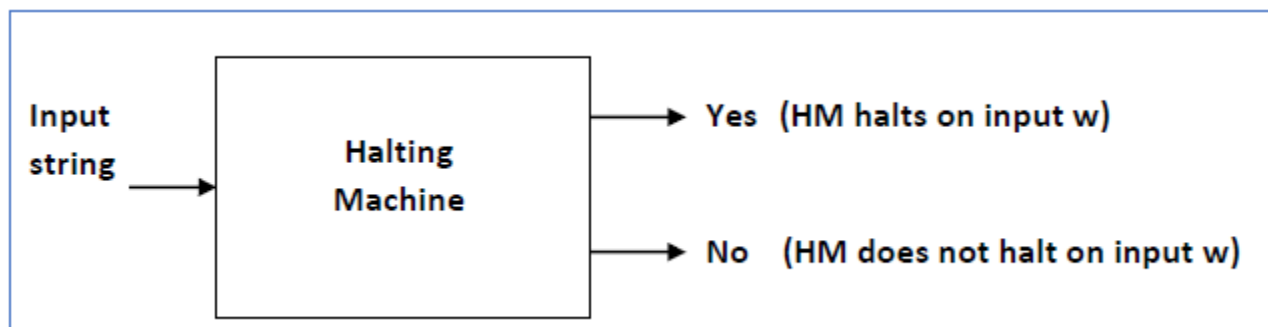 Input
string
Halting
Machine
Yes (HM halts on input w)
No (HM does not halt on input w)